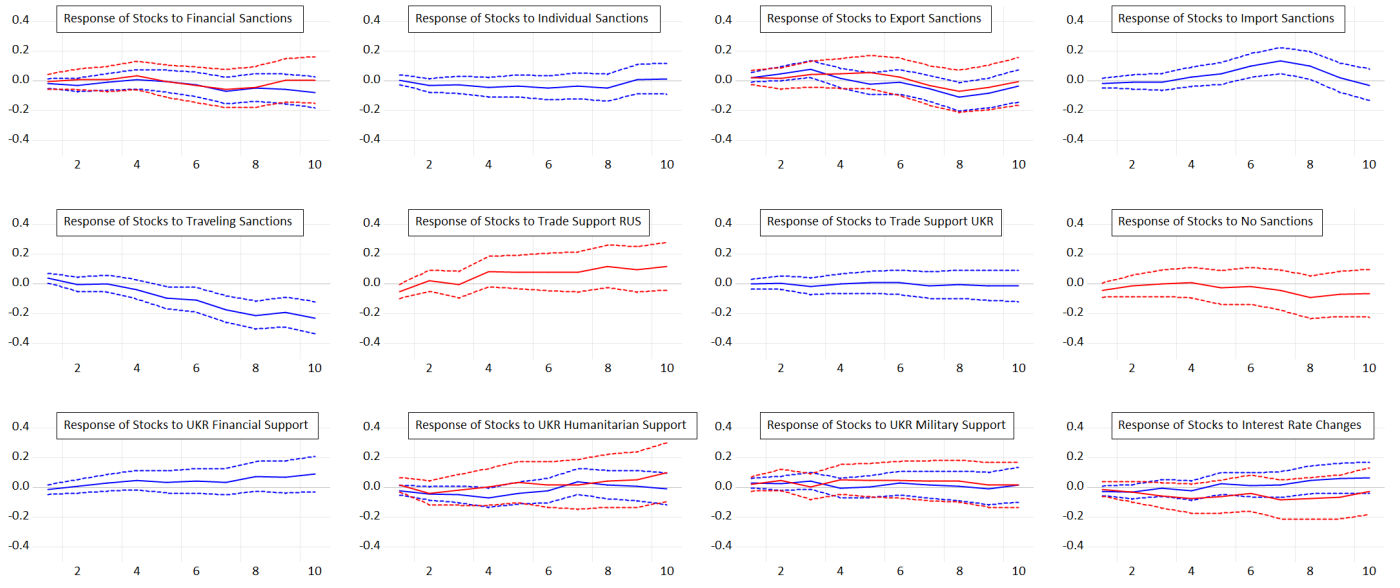 Response of Stocks to Financial Sanctions
0.4
0.2
0.0
-0.2
-0.4
2 4 6 8 10
Response of Stocks to Individual Sanctions
0.4
0.2
0.0
-0.2
-0.4
2 4 6 8 10
Response of Stocks to Export Sanctions
0.4
0.2
0.0
-0.2
-0.4
2 4 6 8 10
Response of Stocks to Import Sanctions
0.4
0.2
0.0
-0.2
-0.4
2 4 6 8 10
Response of Stocks to Traveling Sanctions
0.4
0.2
0.0
-0.2
-0.4
2 4 6 8 10
Response of Stocks to Trade Support RUS
0.4
0.2
0.0
-0.2
-0.4
2 4 6 8 10
Response of Stocks to Trade Support UKR
0.4
0.2
0.0
-0.2
-0.4
2 4 6 8 10
Response of Stocks to No Sanctions
0.4
0.2
0.0
-0.2
-0.4
2 4 6 8 10
Response of Stocks to UKR Financial Support
0.4
0.2
0.0
-0.2
-0.4
2 4 6 8 10
Response of Stocks to UKR Humanitarian Support
0.4
0.2
0.0
-0.2
-0.4
2 4 6 8 10
Response of Stocks to UKR Military Support
0.4
0.2
0.0
-0.2
-0.4
2 4 6 8 10
Response of Stocks to Interest Rate Changes
0.4
0.2
0.0
-0.2
-0.4
2 4 6 8 10